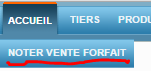 ACCUEIL TIERS PRODU
NOTER VENTE FORFAIT